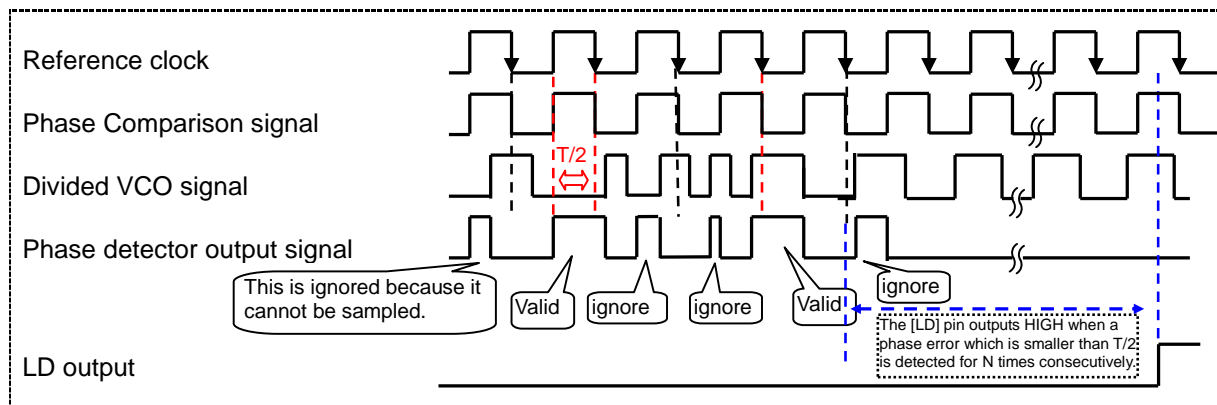 Reference clock
Phase Comparison signal
T/2
Divided VCO signal
Phase detector output signal
This is ignored because it
cannot be sampled.
Valid
ignore
ignore
Valid
ignore
The [LD] pin outputs HIGH when a
phase error which is smaller than T/2
is detected for N times consecutively.
LD output